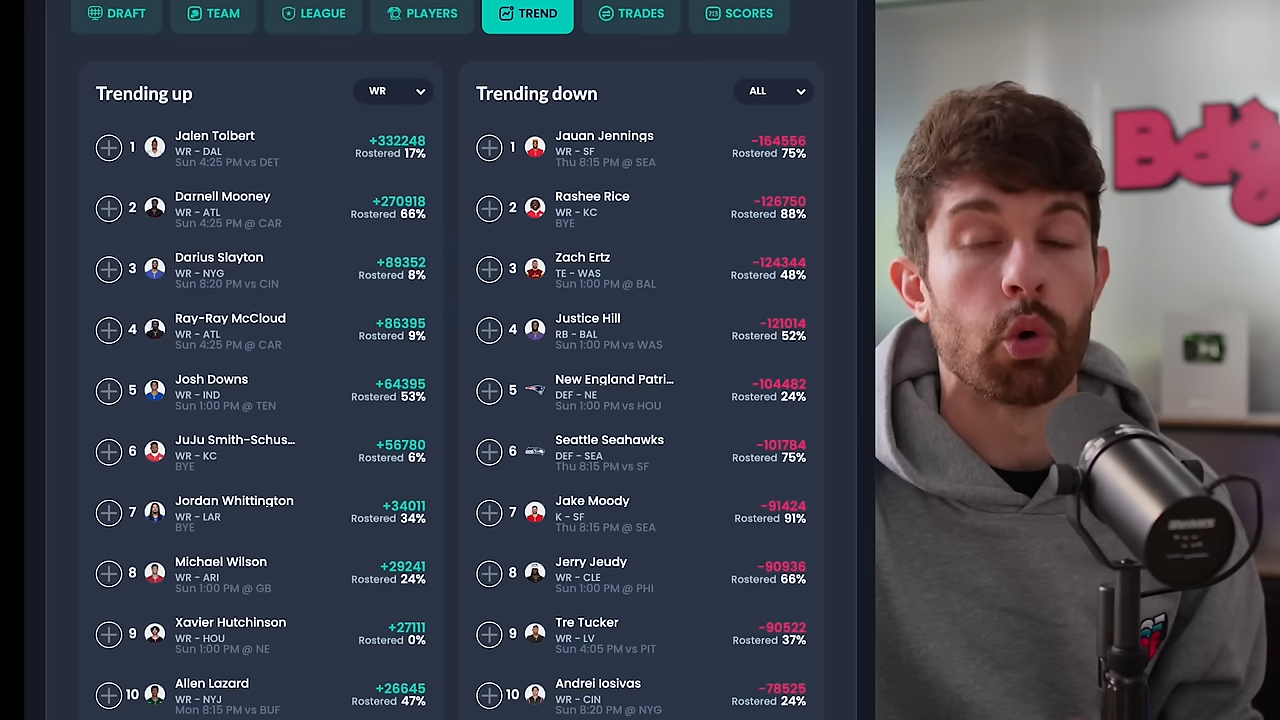 DRAFT
TEAM
LEAGUE
PLAYERS
TREND
TRADES
SCORES
Trending up
WR
1
Jalen Tolbert
WR - DAL
Sun 4:25 PM vs DET
+332248
Rostered 17%
2
Darnell Mooney
WR - ATL
Sun 4:25 PM @ CAR
+270918
Rostered 66%
3
Darius Slayton
WR - NYG
Sun 8:20 PM vs CIN
+89352
Rostered 8%
4
Ray-Ray McCloud
WR - ATL
Sun 4:25 PM @ CAR
+86395
Rostered 9%
5
Josh Downs
WR - IND
Sun 1:00 PM @ TEN
+64395
Rostered 53%
6
JuJu Smith-Schus...
WR - KC
BYE
+56780
Rostered 6%
7
Jordan Whittington
WR - LAR
BYE
+34011
Rostered 34%
8
Michael Wilson
WR - ARI
Sun 1:00 PM @ GB
+29241
Rostered 24%
9
Xavier Hutchinson
WR - HOU
Sun 1:00 PM @ NE
+27111
Rostered 0%
10
Allen Lazard
WR - NYJ
Mon 8:15 PM vs BUF
+26645
Rostered 47%
Trending down
ALL
1
Jauan Jennings
WR - SF
Thu 8:15 PM @ SEA
-164556
Rostered 75%
2
Rashee Rice
WR - KC
BYE
-126750
Rostered 88%
3
Zach Ertz
TE - WAS
Sun 1:00 PM @ BAL
-124344
Rostered 48%
4
Justice Hill
RB - BAL
Sun 1:00 PM vs WAS
-121014
Rostered 52%
5
New England Patri...
DEF - NE
Sun 1:00 PM vs HOU
-104482
Rostered 24%
6
Seattle Seahawks
DEF - SEA
Thu 8:15 PM vs SF
-101784
Rostered 75%
7
Jake Moody
K - SF
Thu 8:15 PM @ SEA
-91424
Rostered 91%
8
Jerry Jeudy
WR - CLE
Sun 1:00 PM @ PHI
-90936
Rostered 66%
9
Tre Tucker
WR - LV
Sun 4:05 PM vs PIT
-90522
Rostered 37%
10
Andrei Iosivas
WR - CIN
Sun 8:20 PM @ NYG
-78525
Rostered 24%
Bdg